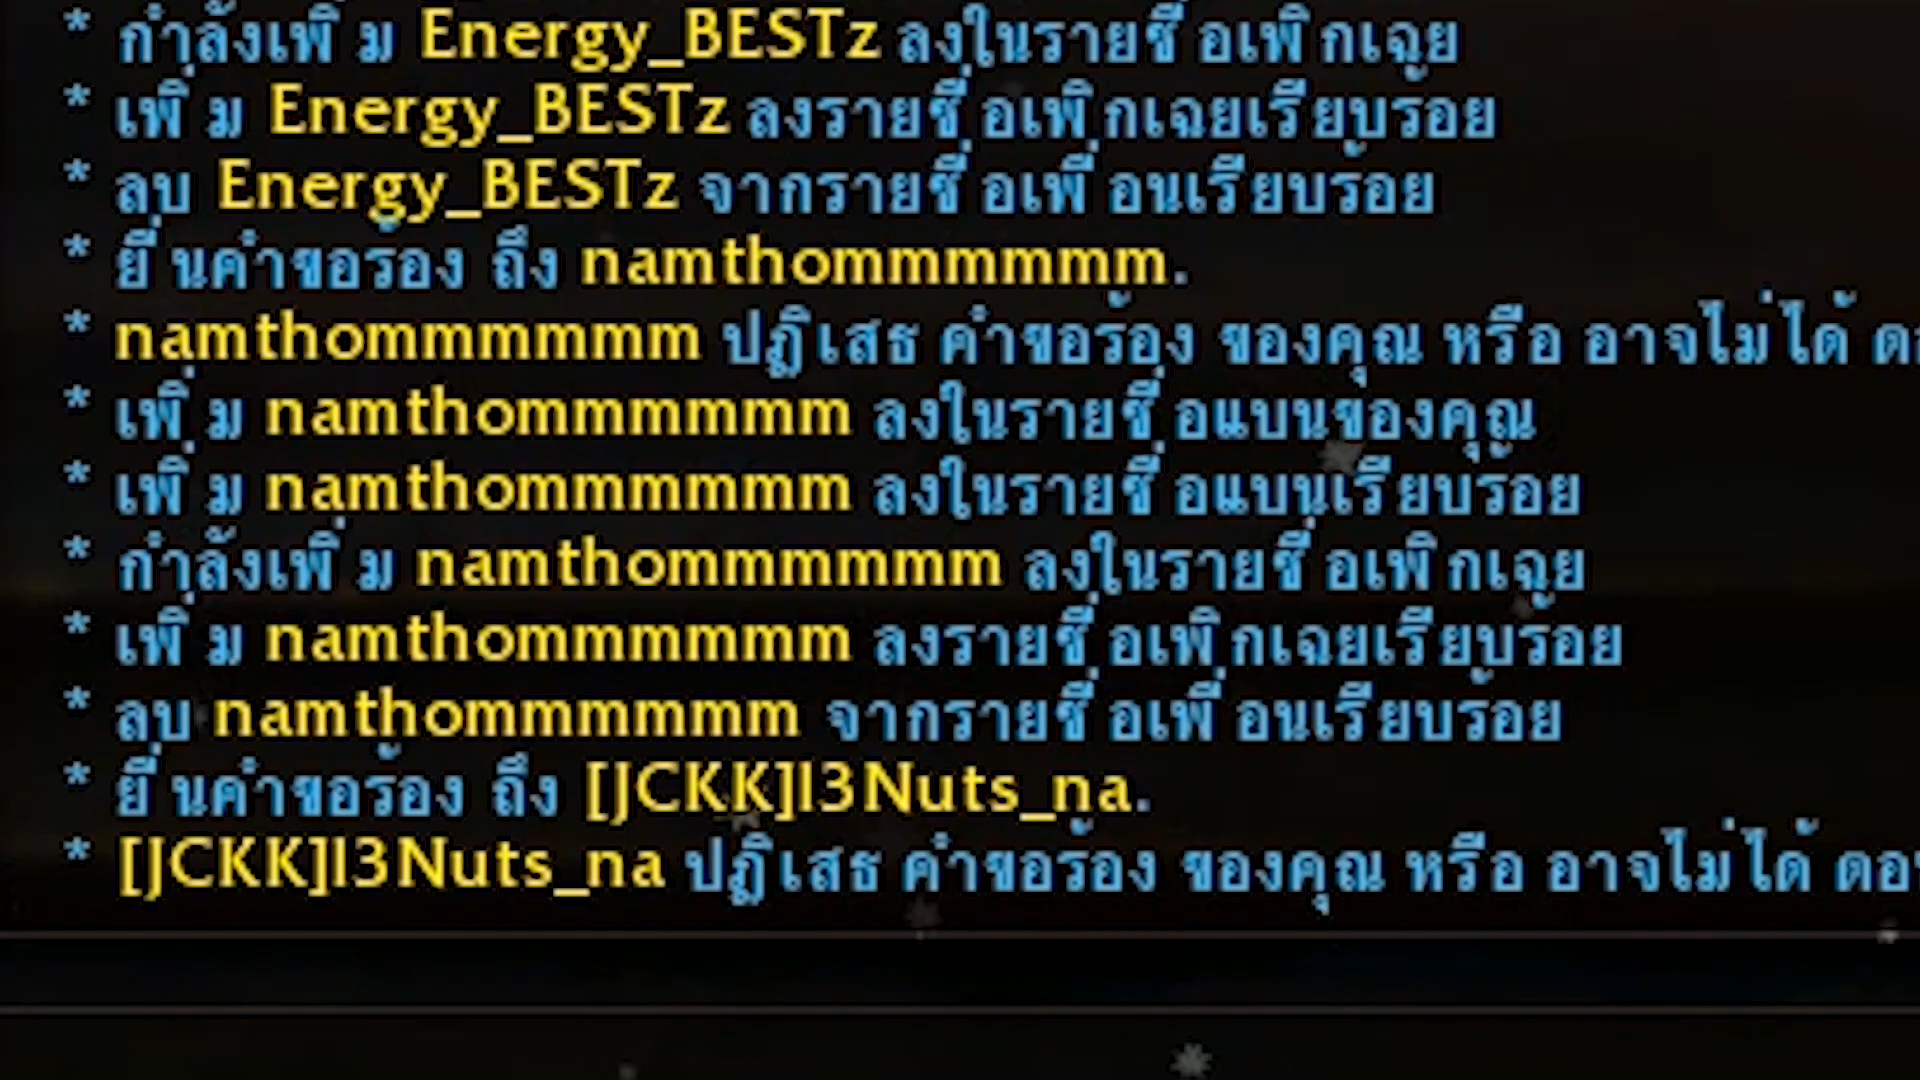 * กำลังเพิ่ม Energy_BESTz ลงในรายชื่อเพิกเฉย
* เพิ่ม Energy_BESTz ลงรายชื่อเพิกเฉยเรียบร้อย
* ลบ Energy_BESTz จากรายชื่อเพื่อนเรียบร้อย
* ยื่นคำขอร้อง ถึง namthommmmmm.
* namthommmmmm ปฏิเสธ คำขอร้อง ของคุณ หรือ อาจไม่ได้
* เพิ่ม namthommmmmm ลงในรายชื่อแบนของคุณ
* เพิ่ม namthommmmmm ลงในรายชื่อแบนเรียบร้อย
* กำลังเพิ่ม namthommmmmm ลงในรายชื่อเพิกเฉย
* เพิ่ม namthommmmmm ลงรายชื่อเพิกเฉยเรียบร้อย
* ลบ namthommmmmm จากรายชื่อเพื่อนเรียบร้อย
* ยื่นคำขอร้อง ถึง [JCKK]l3Nuts_na.
* [JCKK]l3Nuts_na ปฏิเสธ คำขอร้อง ของคุณ หรือ อาจไม่ได้